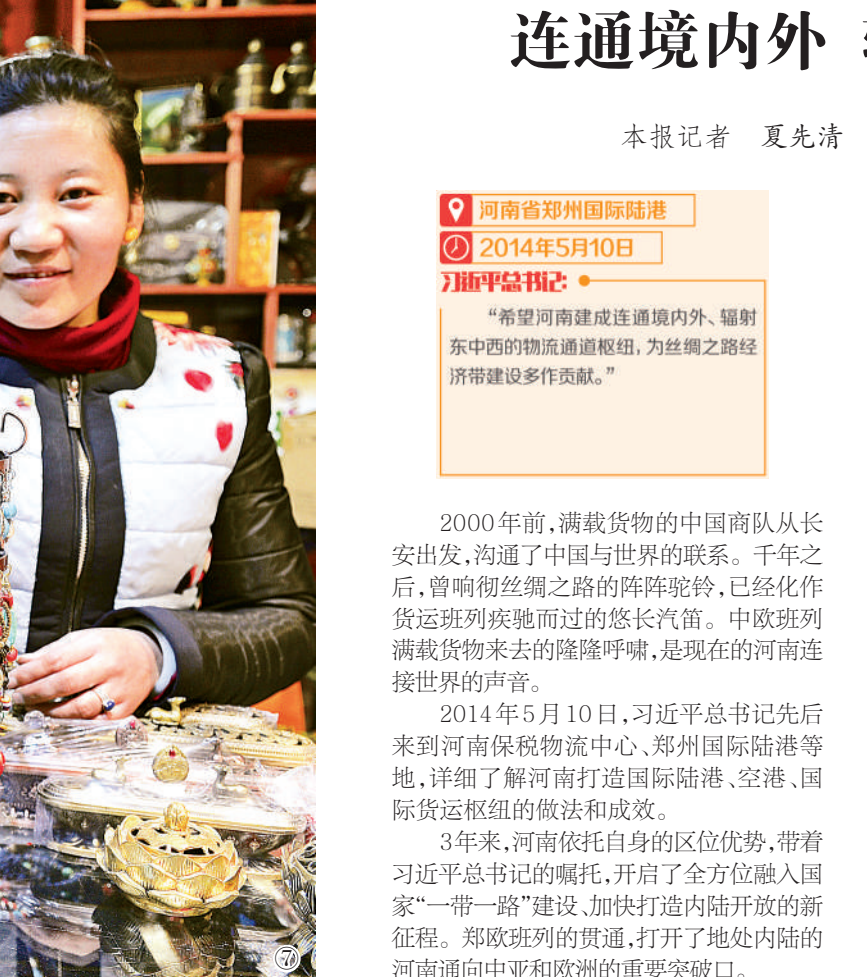 连通境内外
本报记者 夏先清
河南省郑州国际陆港
2014年5月10日
习近平总书记:
“希望河南建成连通境内外、辐射
东中西的物流通道枢纽,为丝绸之路经
济带建设多作贡献。”
2000年前,满载货物的中国商队从长
安出发,沟通了中国与世界的联系。千年之
后,曾响彻丝绸之路的阵阵驼铃,已经化作
货运班列疾驰而过的悠长汽笛。中欧班列
满载货物来去的隆隆呼啸,是现在的河南连
接世界的声音。
2014年5月10日,习近平总书记先后
来到河南保税物流中心、郑州国际陆港等
地,详细了解河南打造国际陆港、空港、国
际货运枢纽的做法和成效。
3年来,河南依托自身的区位优势,带着
习近平总书记的嘱托,开启了全方位融入国
家“一带一路”建设、加快打造内陆开放的新
征程。郑欧班列的贯通,打开了地处内陆的
河南通向中亚和欧洲的重要突破口。
⑦